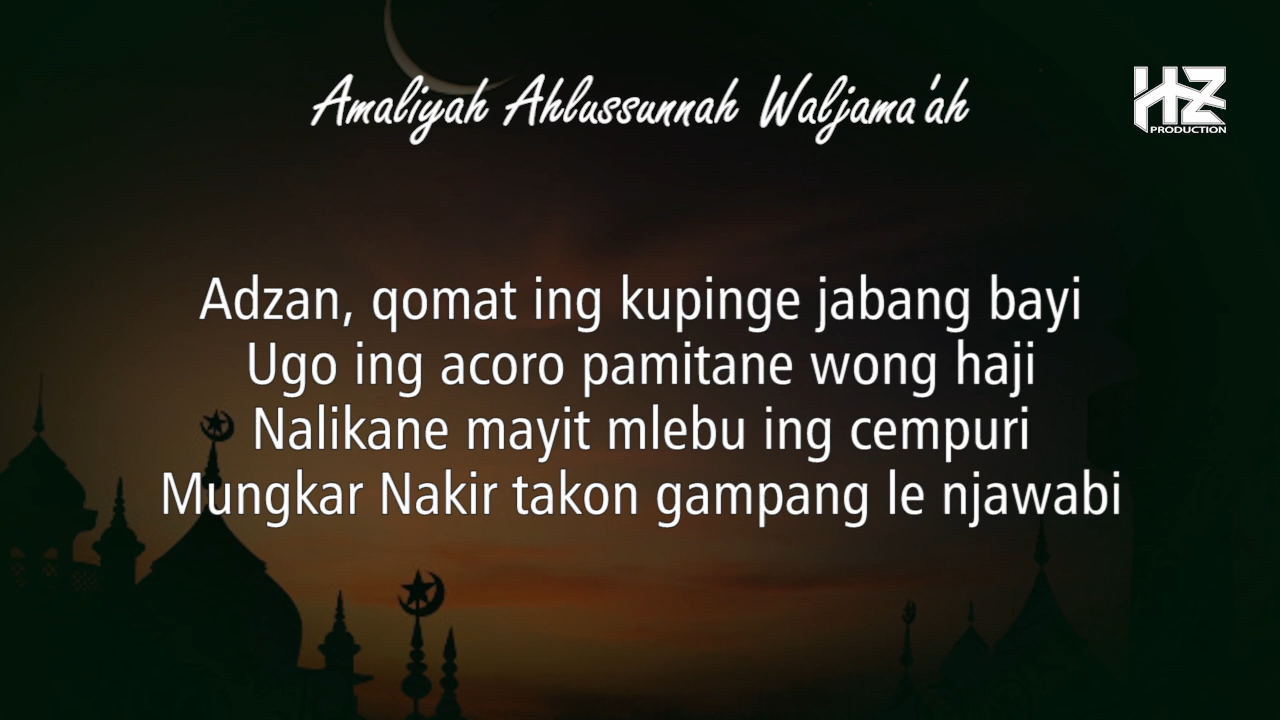 Amaliyah Ahlussunnah Waljama'ah
HZ
PRODUCTION
Adzan, qomat ing kupinge jabang bayi
Ugo ing acoro pamitane wong haji
Nalikane mayit mlebu ing cempuri
Mungkar Nakir takon gampang le njawabi